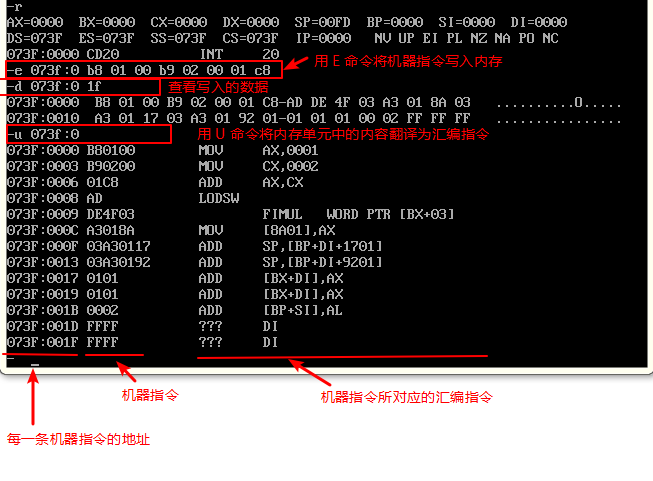 -r
AX=0000  BX=0000  CX=0000  DX=0000  SP=00FD  BP=0000  SI=0000  DI=0000
DS=073F  ES=073F  SS=073F  CS=073F  IP=0000   NV UP EI PL NZ NA PO NC
073F:0000 CD20          INT     20
-e 073f:0 b8 01 00 b9 02 00 01 c8 用 E 命令将机器指令写入内存
-d 073f:0 1f 查看写入的数据
073F:0000  B8 01 00 B9 02 00 01 C8-AD DE 4F 03 A3 01 8A 03   ..........O.....
073F:0010  A3 01 17 03 A3 01 92 01-01 01 01 00 02 FF FF FF   ................
-u 073f:0 用 U 命令将内存单元中的内容翻译为汇编指令
073F:0000 B80100        MOV     AX,0001
073F:0003 B90200        MOV     CX,0002
073F:0006 01C8          ADD     AX,CX
073F:0008 AD            LODSW
073F:0009 DE4F03                FIMUL   WORD PTR [BX+03]
073F:000C A3018A        MOV     [8A01],AX
073F:000F 03A30117      ADD     SP,[BP+DI+1701]
073F:0013 03A30192      ADD     SP,[BP+DI+9201]
073F:0017 0101          ADD     [BX+DI],AX
073F:0019 0101          ADD     [BX+DI],AX
073F:001B 0002          ADD     [BP+SI],AL
073F:001D FFFF          ???     DI
073F:001F FFFF          ???     DI
-
机器指令
机器指令所对应的汇编指令
每一条机器指令的地址